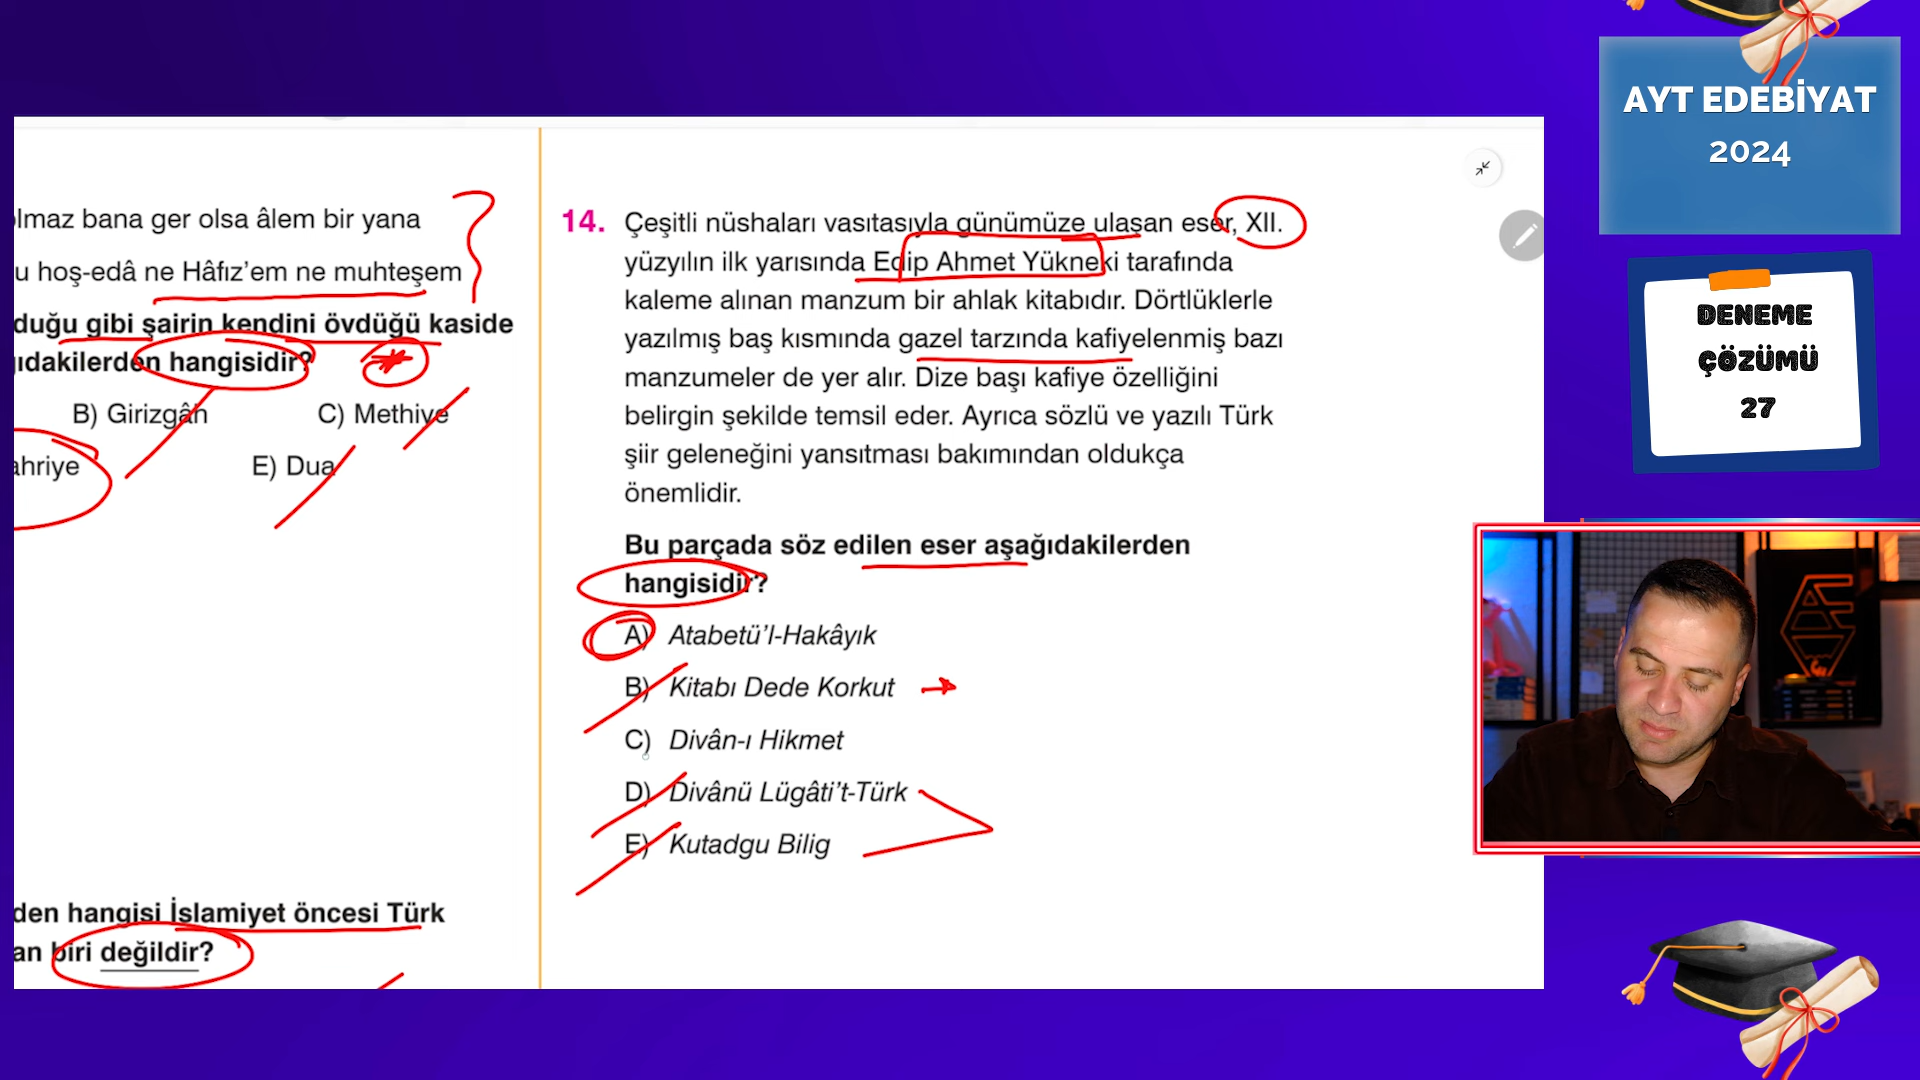 olmaz bana ger olsa âlem bir yana
u hoş-edâ ne Hâfız'em ne muhteşem
duğu gibi şairin kendini övdüğü kaside
ıdakilerden hangisidir?
B) Girizgâh C) Methiye
ahriye E) Dua
den hangisi İslamiyet öncesi Türk
an biri değildir?
14. Çeşitli nüshaları vasıtasıyla günümüze ulaşan eser, XII.
yüzyılın ilk yarısında Edip Ahmet Yükneki tarafında
kaleme alınan manzum bir ahlak kitabıdır. Dörtlüklerle
yazılmış baş kısmında gazel tarzında kafiyelenmiş bazı
manzumeler de yer alır. Dize başı kafiye özelliğini
belirgin şekilde temsil eder. Ayrıca sözlü ve yazılı Türk
şiir geleneğini yansıtması bakımından oldukça
önemlidir.
Bu parçada söz edilen eser aşağıdakilerden
hangisidir?
A) Atabetü’l-Hakâyık
B) Kitabı Dede Korkut
C) Divân-ı Hikmet
D) Divânü Lügâti’t-Türk
E) Kutadgu Bilig
AYT EDEBİYAT
2024
DENEME
ÇÖZÜMÜ
27